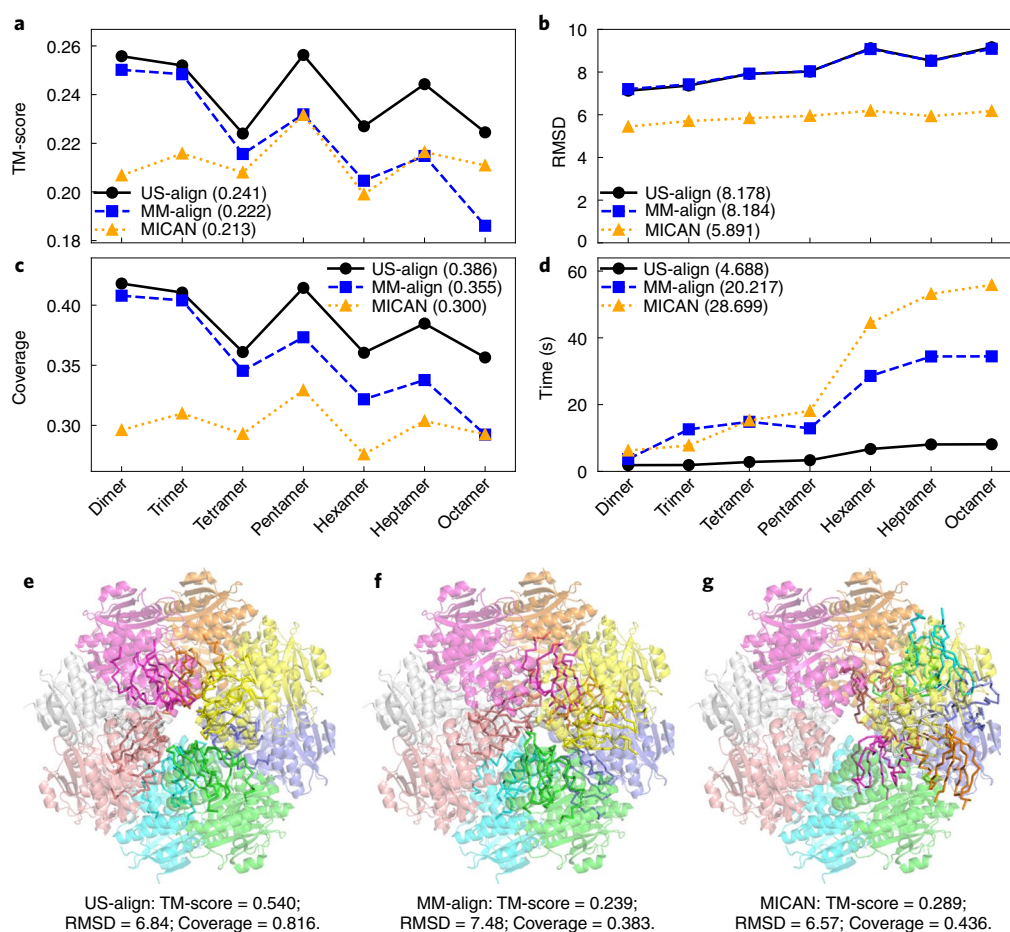 a
TM-score
0.26
0.24
0.22
0.20
0.18
US-align (0.241)
MM-align (0.222)
MICAN (0.213)
b
RMSD
10
8
6
4
2
0
US-align (8.178)
MM-align (8.184)
MICAN (5.891)
c
Coverage
0.40
0.35
0.30
US-align (0.386)
MM-align (0.355)
MICAN (0.300)
Dimer
Trimer
Tetramer
Pentamer
Hexamer
Heptamer
Octamer
d
Time (s)
60
40
20
0
US-align (4.688)
MM-align (20.217)
MICAN (28.699)
Dimer
Trimer
Tetramer
Pentamer
Hexamer
Heptamer
Octamer
e
US-align: TM-score = 0.540;
RMSD = 6.84; Coverage = 0.816.
f
MM-align: TM-score = 0.239;
RMSD = 7.48; Coverage = 0.383.
g
MICAN: TM-score = 0.289;
RMSD = 6.57; Coverage = 0.436.